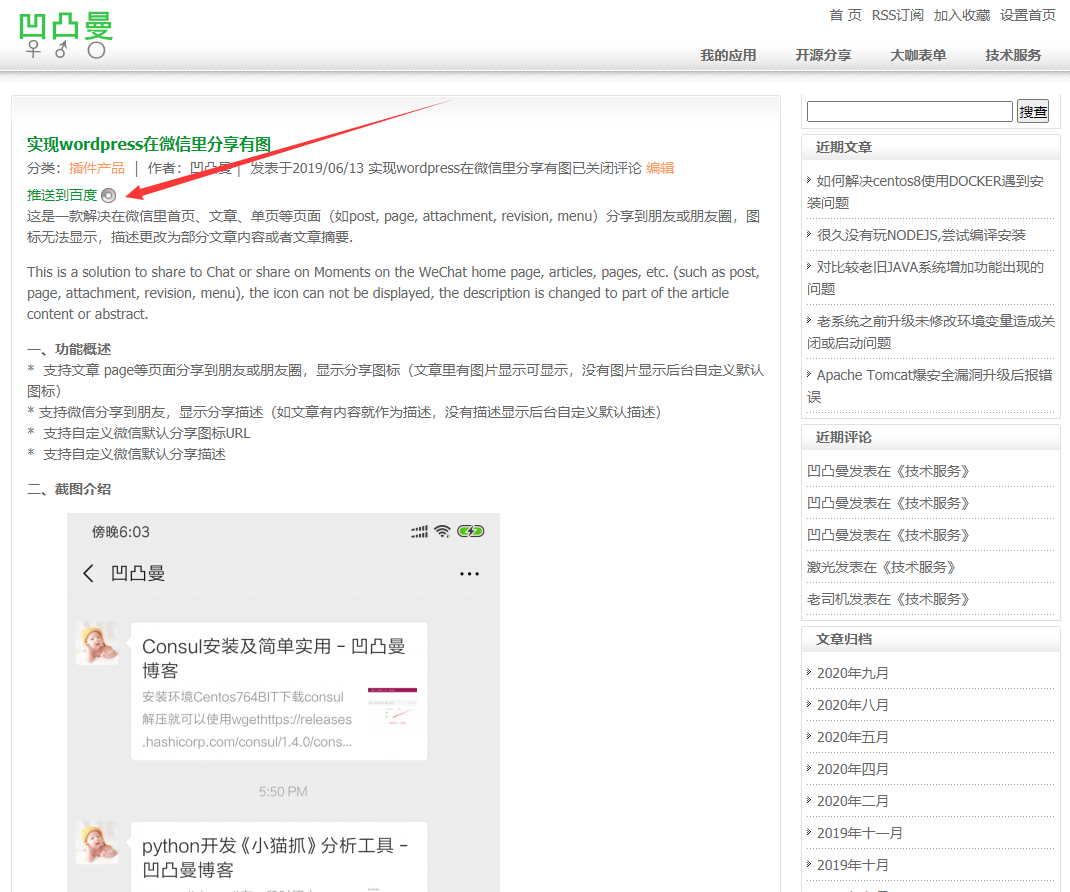 凹凸曼
首 页 RSS订阅 加入收藏 设置首页
我的应用 开源分享 大咖表单 技术服务
实现wordpress在微信里分享有图
分类：插件产品 | 作者：凹凸曼 | 发表于2019/06/13 实现wordpress在微信里分享有图已关闭评论 编辑
推送到百度
这是一款解决在微信里首页、文章、单页等页面（如post, page, attachment, revision, menu）分享到朋友或朋友圈，图
标无法显示，描述更改为部分文章内容或者文章摘要.
This is a solution to share to Chat or share on Moments on the WeChat home page, articles, pages, etc. (such as post,
page, attachment, revision, menu), the icon can not be displayed, the description is changed to part of the article
content or abstract.
一、功能概述
* 支持文章 page等页面分享到朋友或朋友圈，显示分享图标（文章里有图片显示可显示，没有图片显示后台自定义默认
图标）
* 支持微信分享到朋友，显示分享描述（如文章有内容就作为描述，没有描述显示后台自定义默认描述）
* 支持自定义微信默认分享图标URL
* 支持自定义微信默认分享描述
二、截图介绍
傍晚6:03
凹凸曼
Consul安装及简单实用 – 凹凸曼
博客
安装环境Centos764BIT下载consul
解压就可以使用wgethttps://releases
.hashicorp.com/consul/1.4.0/cons...
5:50 PM
python开发《小猫抓》分析工具 –
凹凸曼博客
搜查
近期文章
如何解决centos8使用DOCKER遇到安
装问题
很久没有玩NODEJS,尝试编译安装
对比较老旧JAVA系统增加功能出现的
问题
老系统之前升级未修改环境变量造成关
闭或启动问题
Apache Tomcat爆安全漏洞升级后报错
误
近期评论
凹凸曼发表在《技术服务》
凹凸曼发表在《技术服务》
凹凸曼发表在《技术服务》
激光发表在《技术服务》
老司机发表在《技术服务》
文章归档
2020年九月
2020年八月
2020年五月
2020年四月
2020年二月
2019年十一月
2019年十月